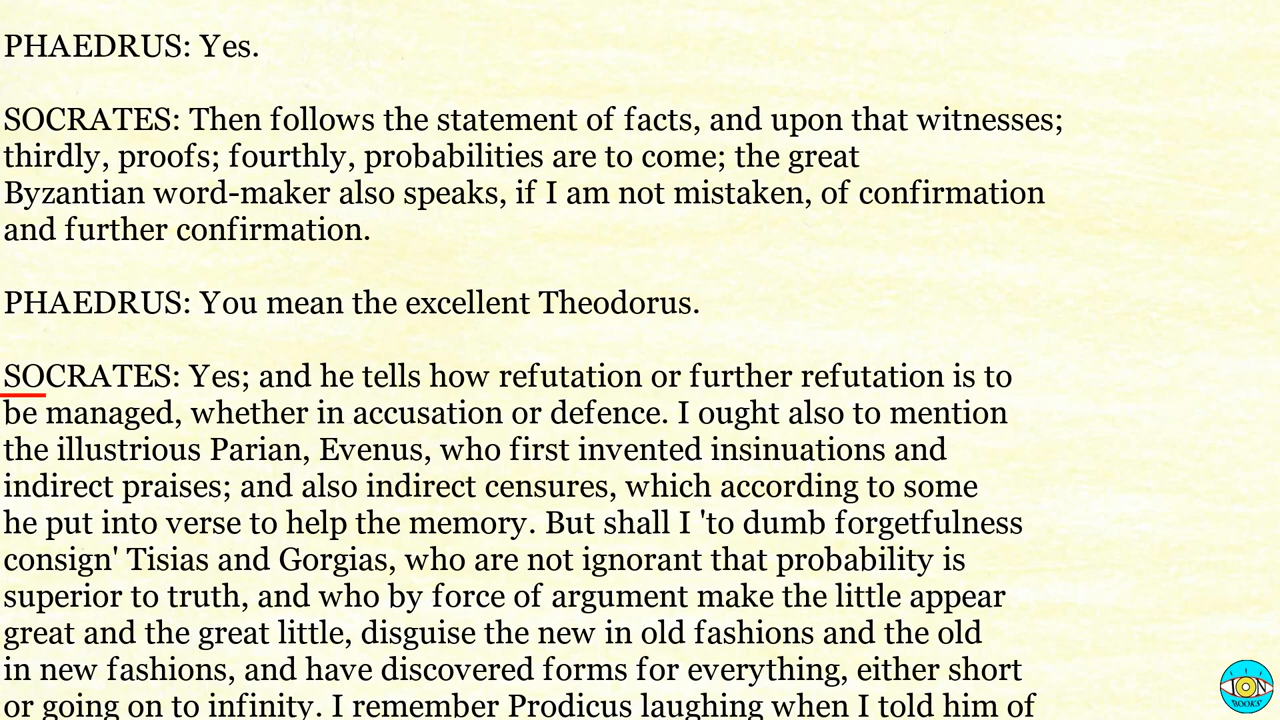 PHAEDRUS: Yes.
SOCRATES: Then follows the statement of facts, and upon that witnesses;
thirdly, proofs; fourthly, probabilities are to come; the great
Byzantian word-maker also speaks, if I am not mistaken, of confirmation
and further confirmation.
PHAEDRUS: You mean the excellent Theodorus.
SOCRATES: Yes; and he tells how refutation or further refutation is to
be managed, whether in accusation or defence. I ought also to mention
the illustrious Parian, Evenus, who first invented insinuations and
indirect praises; and also indirect censures, which according to some
he put into verse to help the memory. But shall I 'to dumb forgetfulness
consign' Tisias and Gorgias, who are not ignorant that probability is
superior to truth, and who by force of argument make the little appear
great and the great little, disguise the new in old fashions and the old
in new fashions, and have discovered forms for everything, either short
or going on to infinity. I remember Prodicus laughing when I told him of
ION
BOOKS